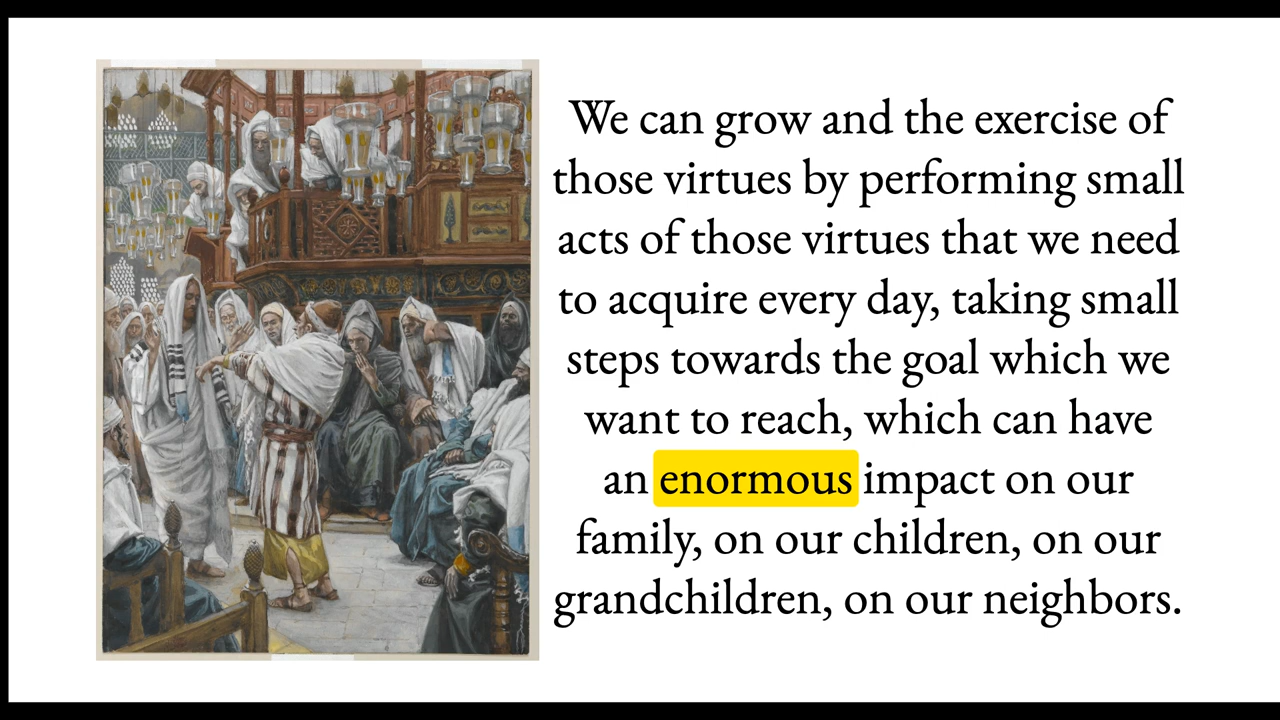 We can grow and the exercise of
those virtues by performing small
acts of those virtues that we need
to acquire every day, taking small
steps towards the goal which we
want to reach, which can have
an enormous impact on our
family, on our children, on our
grandchildren, on our neighbors.